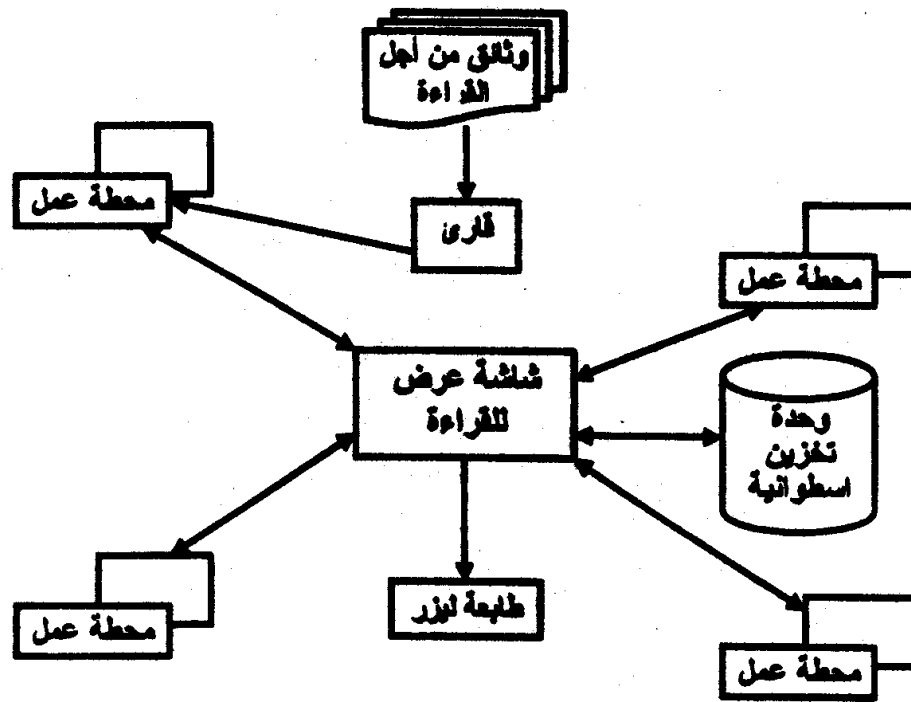 وثائق من أجل
القراءة
محطة عمل
قارئ
محطة عمل
شاشة عرض
للقراءة
وحدة
تخزين
اسطوانية
طابعة ليزر
محطة عمل
محطة عمل